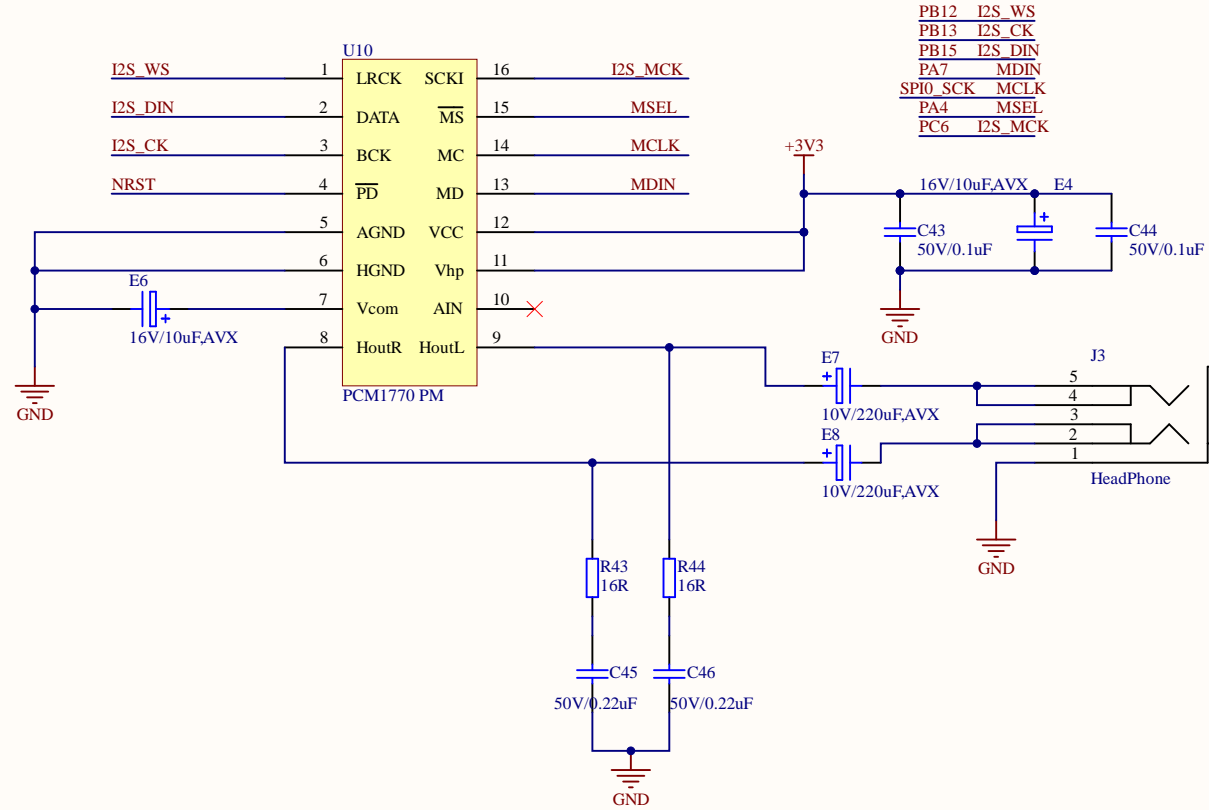 PB12 I2S_WS
PB13 I2S_CK
PB15 I2S_DIN
PA7 MDIN
SPI0_SCK MCLK
PA4 MSEL
PC6 I2S_MCK
U10
I2S_WS 1 LRCK SCKI 16 I2S_MCK
I2S_DIN 2 DATA MS 15 MSEL
I2S_CK 3 BCK MC 14 MCLK
NRST 4 PD MD 13 MDIN
5 AGND VCC 12
6 HGND Vhp 11
7 Vcom AIN 10
8 HoutR HoutL 9
PCM1770 PM
E6
16V/10uF,AVX
GND
+3V3
16V/10uF,AVX E4
C43
50V/0.1uF
C44
50V/0.1uF
GND
E7
10V/220uF,AVX
E8
10V/220uF,AVX
J3
5
4
3
2
1
HeadPhone
GND
R43
16R
R44
16R
C45
50V/0.22uF
C46
50V/0.22uF
GND